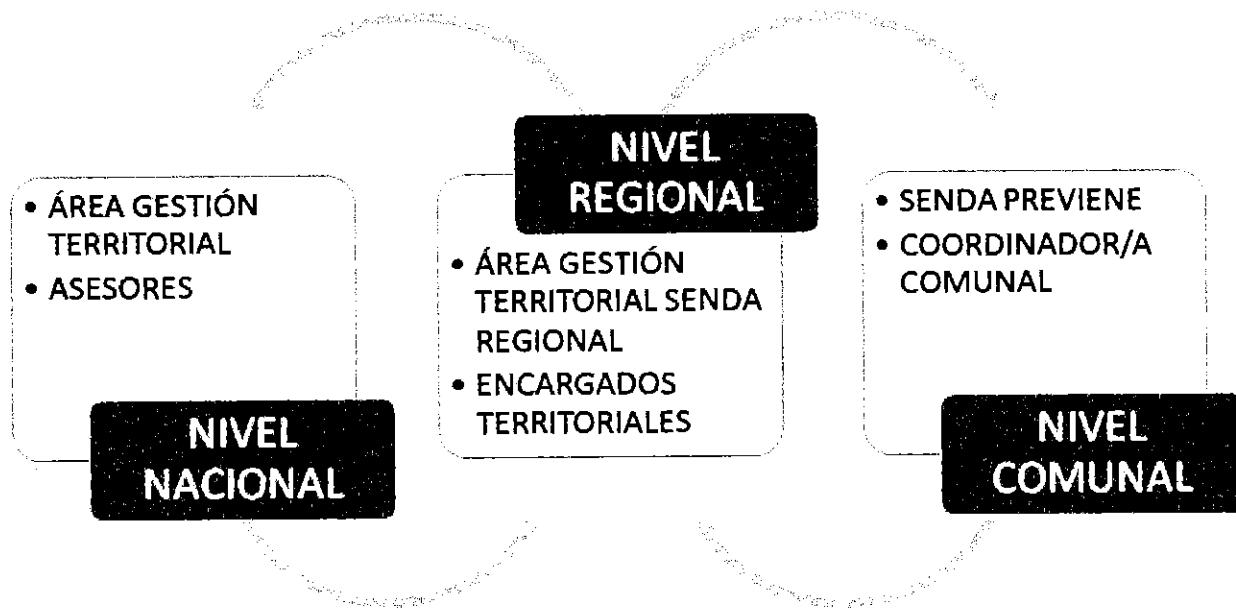 • ÁREA GESTIÓN
TERRITORIAL
• ASESORES
NIVEL
NACIONAL
NIVEL
REGIONAL
• ÁREA GESTIÓN
TERRITORIAL SENDA
REGIONAL
• ENCARGADOS
TERRITORIALES
• SENDA PREVIENE
• COORDINADOR/A
COMUNAL
NIVEL
COMUNAL